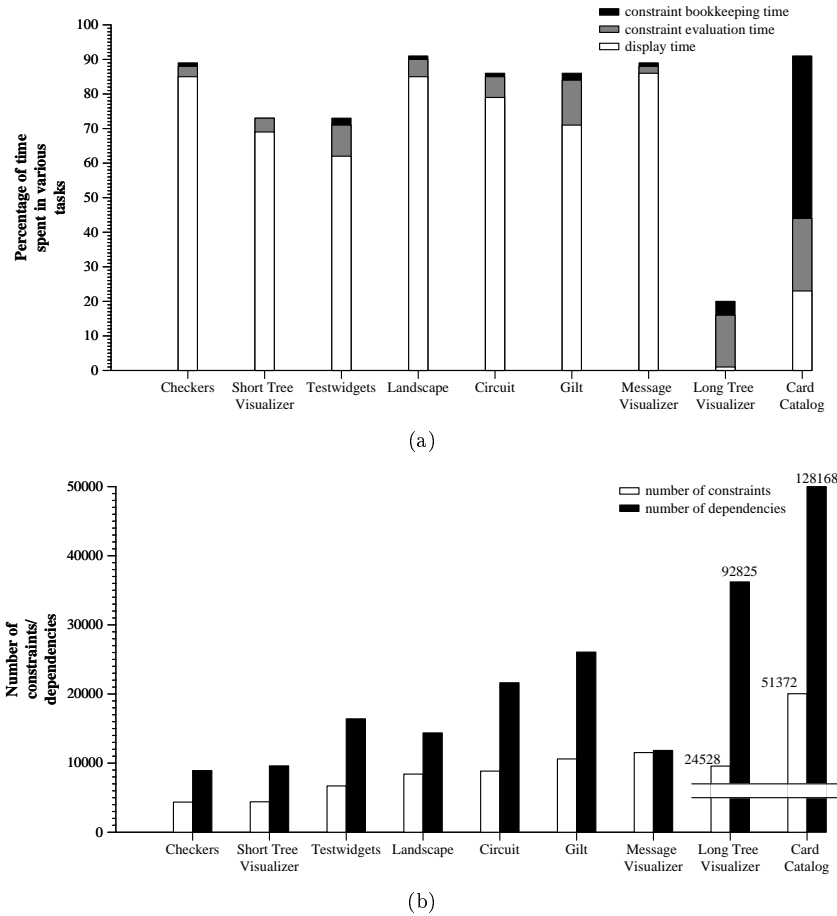 constraint bookkeeping time
constraint evaluation time
display time
Percentage of time
spent in various
tasks
100
90
80
70
60
50
40
30
20
10
0
Checkers
Short Tree
Visualizer
Testwidgets
Landscape
Circuit
Gilt
Message
Visualizer
Long Tree
Visualizer
Card
Catalog
(a)
number of constraints
number of dependencies
Number of
constraints/
dependencies
50000
40000
30000
20000
10000
0
24528
92825
51372
128168
Checkers
Short Tree
Visualizer
Testwidgets
Landscape
Circuit
Gilt
Message
Visualizer
Long Tree
Visualizer
Card
Catalog
(b)